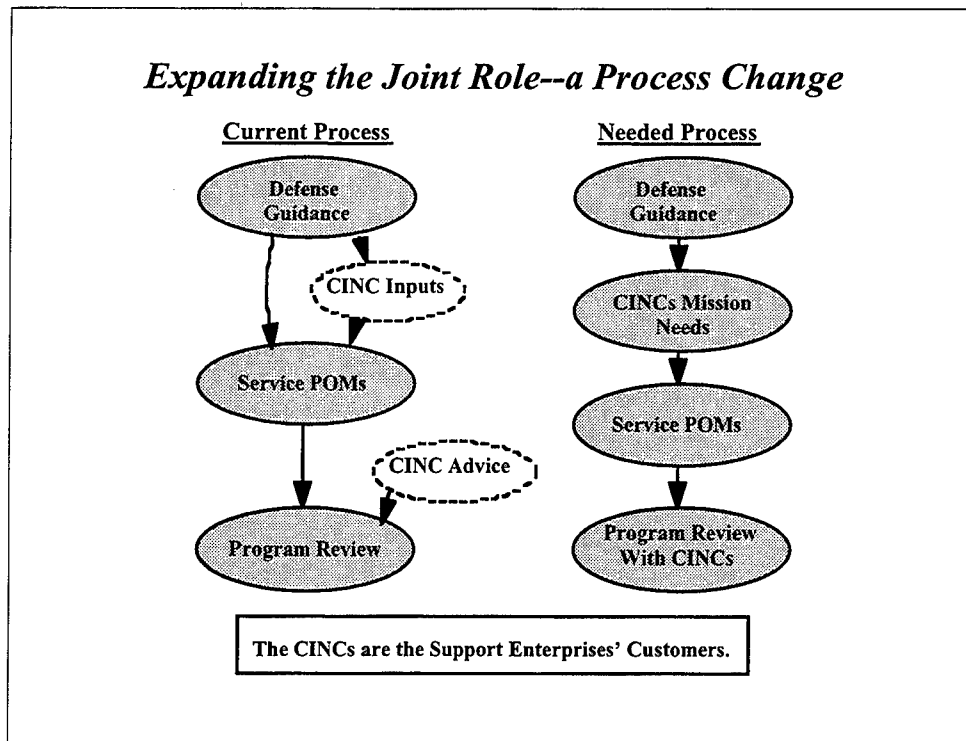 Expanding the Joint Role--a Process Change
Current Process
Defense
Guidance
CINC Inputs
Service POMs
CINC Advice
Program Review
Needed Process
Defense
Guidance
CINCs Mission
Needs
Service POMs
Program Review
With CINCs
The CINCs are the Support Enterprises' Customers.